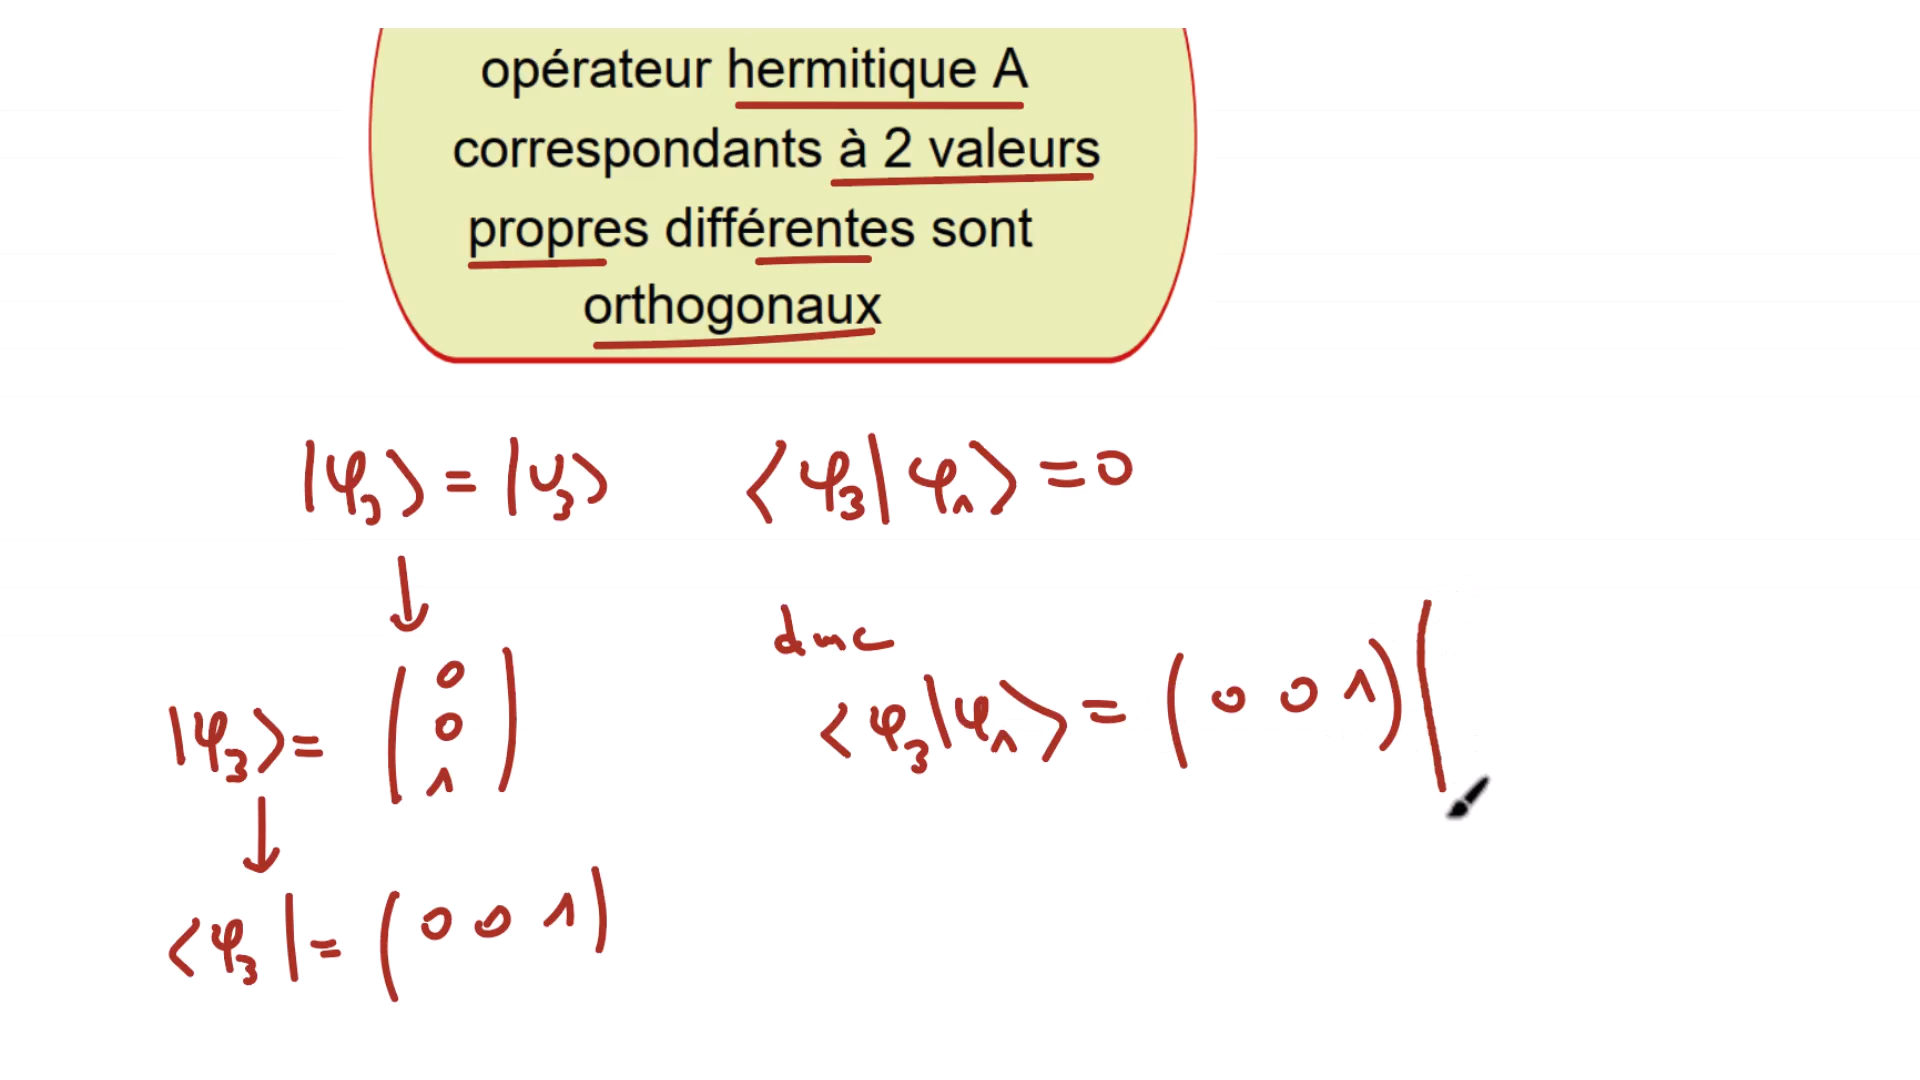 opérateur hermitique A
correspondants à 2 valeurs
propres différentes sont
orthogonaux
|φ₃⟩ = |υ₃⟩ ⟨φ₃|φ₁⟩ = 0
donc
|φ₃⟩ = (0 0 1)
⟨φ₃|φ₁⟩ = (0 0 1)(
⟨φ₃| = (0 0 1)